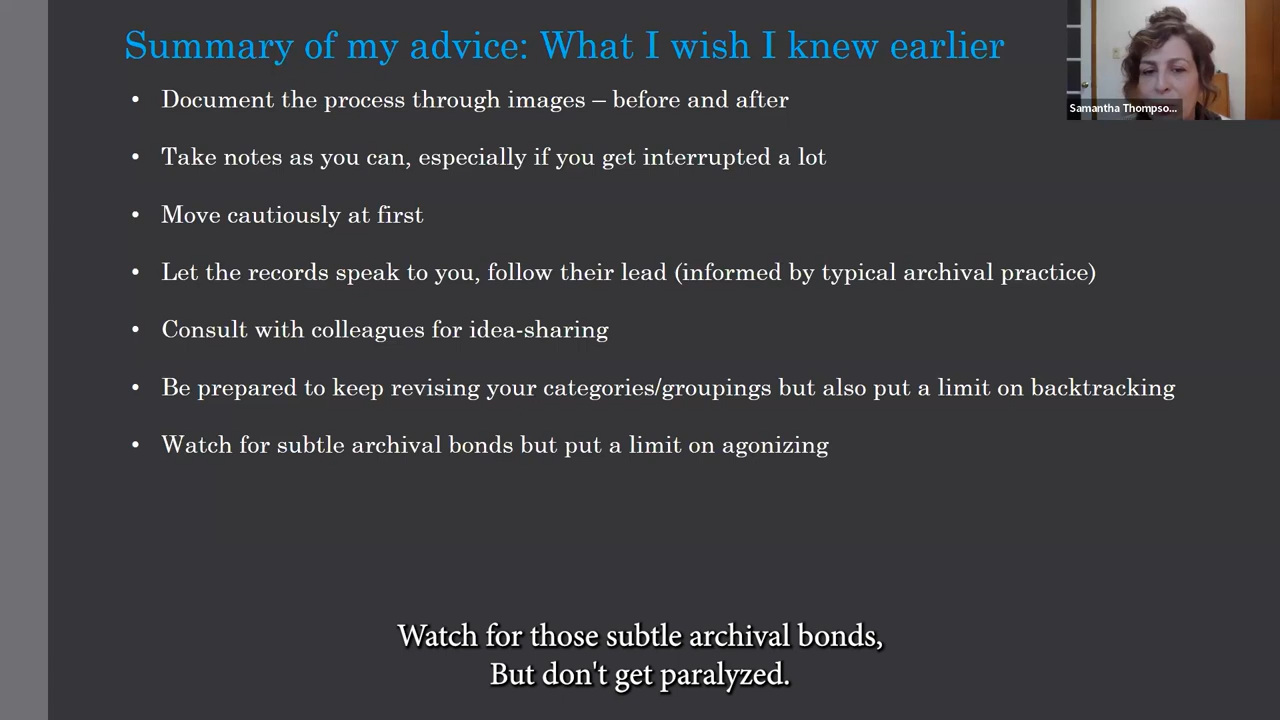 Summary of my advice: What I wish I knew earlier
Samantha Thompso...
• Document the process through images – before and after
• Take notes as you can, especially if you get interrupted a lot
• Move cautiously at first
• Let the records speak to you, follow their lead (informed by typical archival practice)
• Consult with colleagues for idea-sharing
• Be prepared to keep revising your categories/groupings but also put a limit on backtracking
• Watch for subtle archival bonds but put a limit on agonizing
Watch for those subtle archival bonds,
But don't get paralyzed.